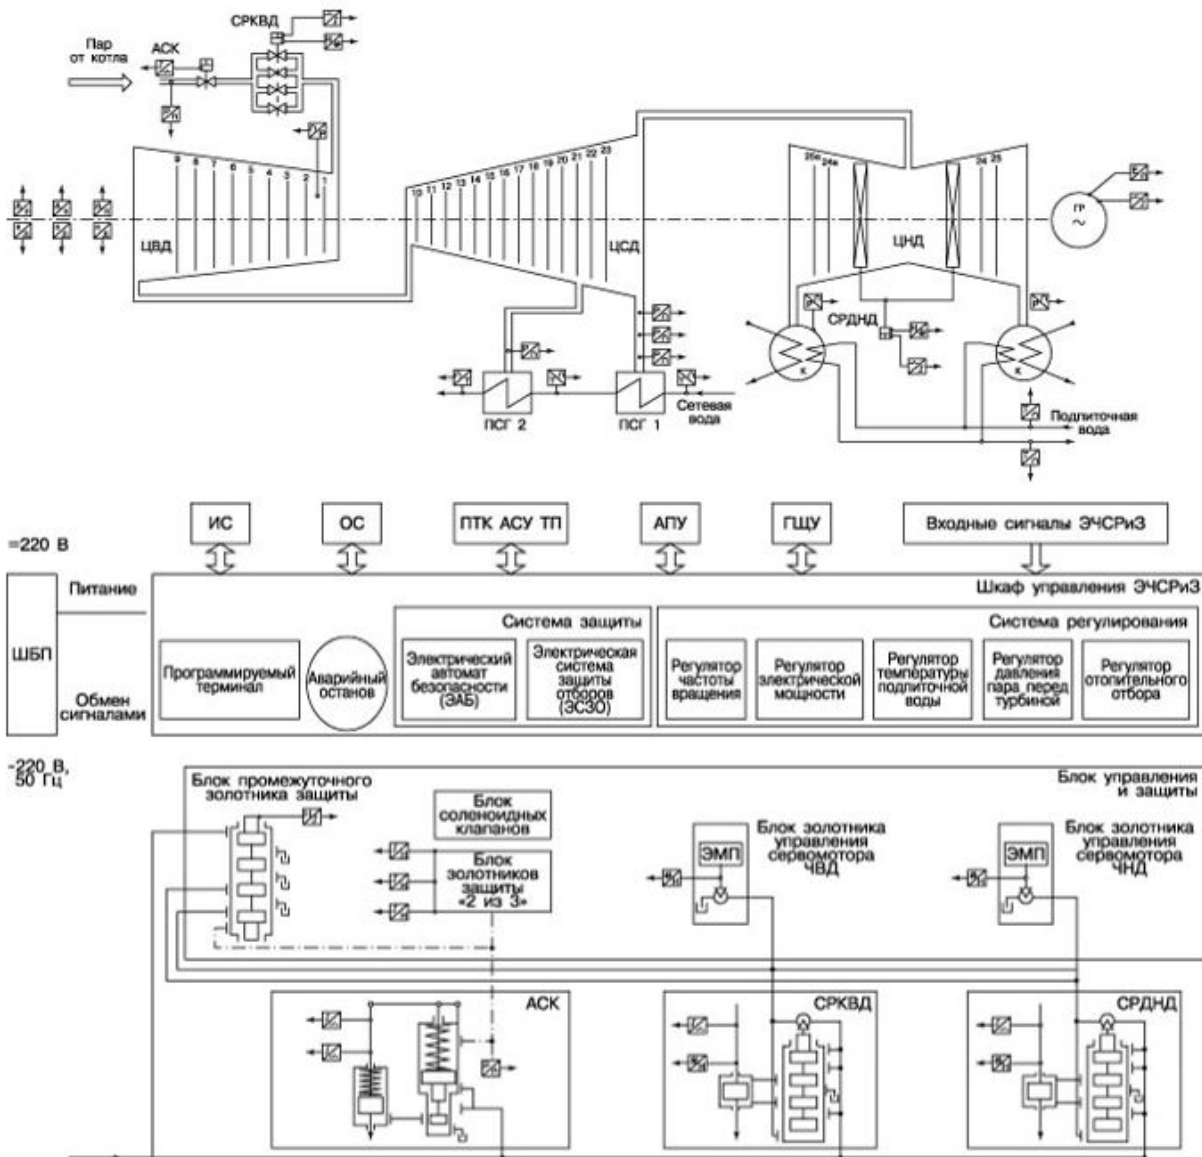 СРКВД
Пар
от котла
АСК
9
8
7
6
5
4
3
2
1
ЦВД
10
11
12
13
14
15
16
17
18
19
20
21
22
23
ЦСД
24
25
ЦНД
ГР
~
СРДНД
К
К
ПСГ 2
ПСГ 1
Сетевая
вода
Подпиточная
вода
=220 В
ИС
ОС
ПТК АСУ ТП
АПУ
ГЩУ
Входные сигналы ЭЧСРиЗ
ШБП
Питание
Обмен
сигналами
Шкаф управления ЭЧСРиЗ
Программируемый
терминал
Аварийный
останов
Система защиты
Электрический
автомат
безопасности
(ЭАБ)
Электрическая
система
защиты
отборов
(ЭСЗО)
Система регулирования
Регулятор
частоты
вращения
Регулятор
электрической
мощности
Регулятор
температуры
подпиточной
воды
Регулятор
давления
пара перед
турбиной
Регулятор
отопительного
отбора
~220 В,
50 Гц
Блок промежуточного
золотника защиты
Блок
соленоидных
клапанов
Блок
золотников
защиты
«2 из 3»
ЭМП
Блок золотника
управления
сервомотора
ЧВД
ЭМП
Блок золотника
управления
сервомотора
ЧНД
Блок управления
и защиты
АСК
СРКВД
СРДНД